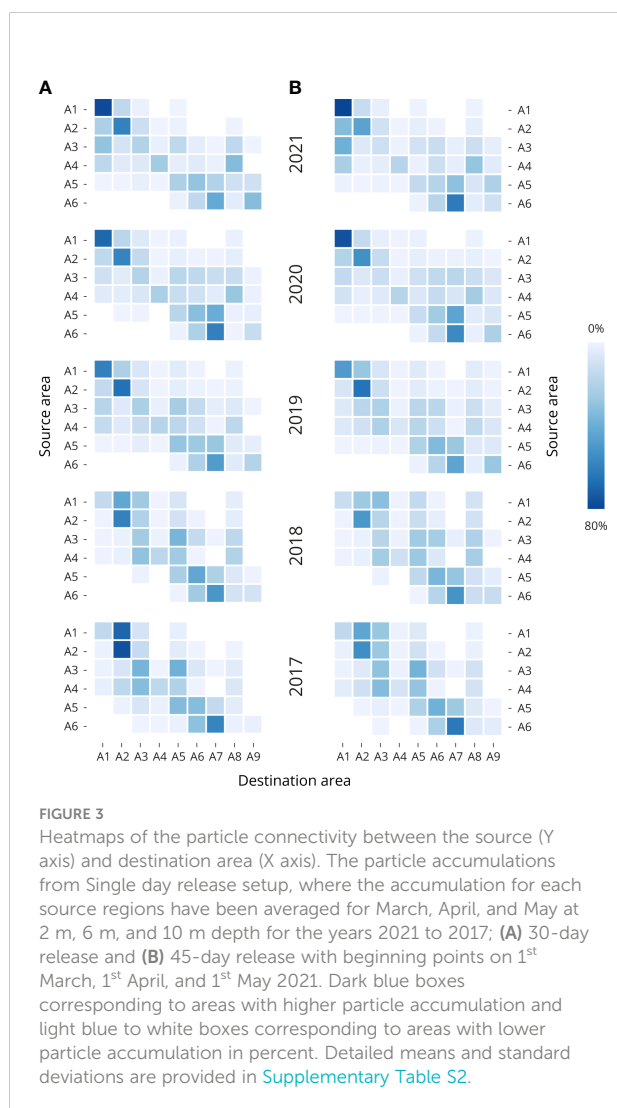 A
B
A1 -
A2 -
A3 -
A4 -
A5 -
A6 -
2021
- A1
- A2
- A3
- A4
- A5
- A6
A1 -
A2 -
A3 -
A4 -
A5 -
A6 -
2020
- A1
- A2
- A3
- A4
- A5
- A6
A1 -
A2 -
A3 -
A4 -
A5 -
A6 -
2019
- A1
- A2
- A3
- A4
- A5
- A6
A1 -
A2 -
A3 -
A4 -
A5 -
A6 -
2018
- A1
- A2
- A3
- A4
- A5
- A6
A1 -
A2 -
A3 -
A4 -
A5 -
A6 -
2017
- A1
- A2
- A3
- A4
- A5
- A6
Source area
Source area
0%
80%
A1 A2 A3 A4 A5 A6 A7 A8 A9
A1 A2 A3 A4 A5 A6 A7 A8 A9
Destination area
FIGURE 3
Heatmaps of the particle connectivity between the source (Y
axis) and destination area (X axis). The particle accumulations
from Single day release setup, where the accumulation for each
source regions have been averaged for March, April, and May at
2 m, 6 m, and 10 m depth for the years 2021 to 2017; (A) 30-day
release and (B) 45-day release with beginning points on 1st
March, 1st April, and 1st May 2021. Dark blue boxes
corresponding to areas with higher particle accumulation and
light blue to white boxes corresponding to areas with lower
particle accumulation in percent. Detailed means and standard
deviations are provided in Supplementary Table S2.